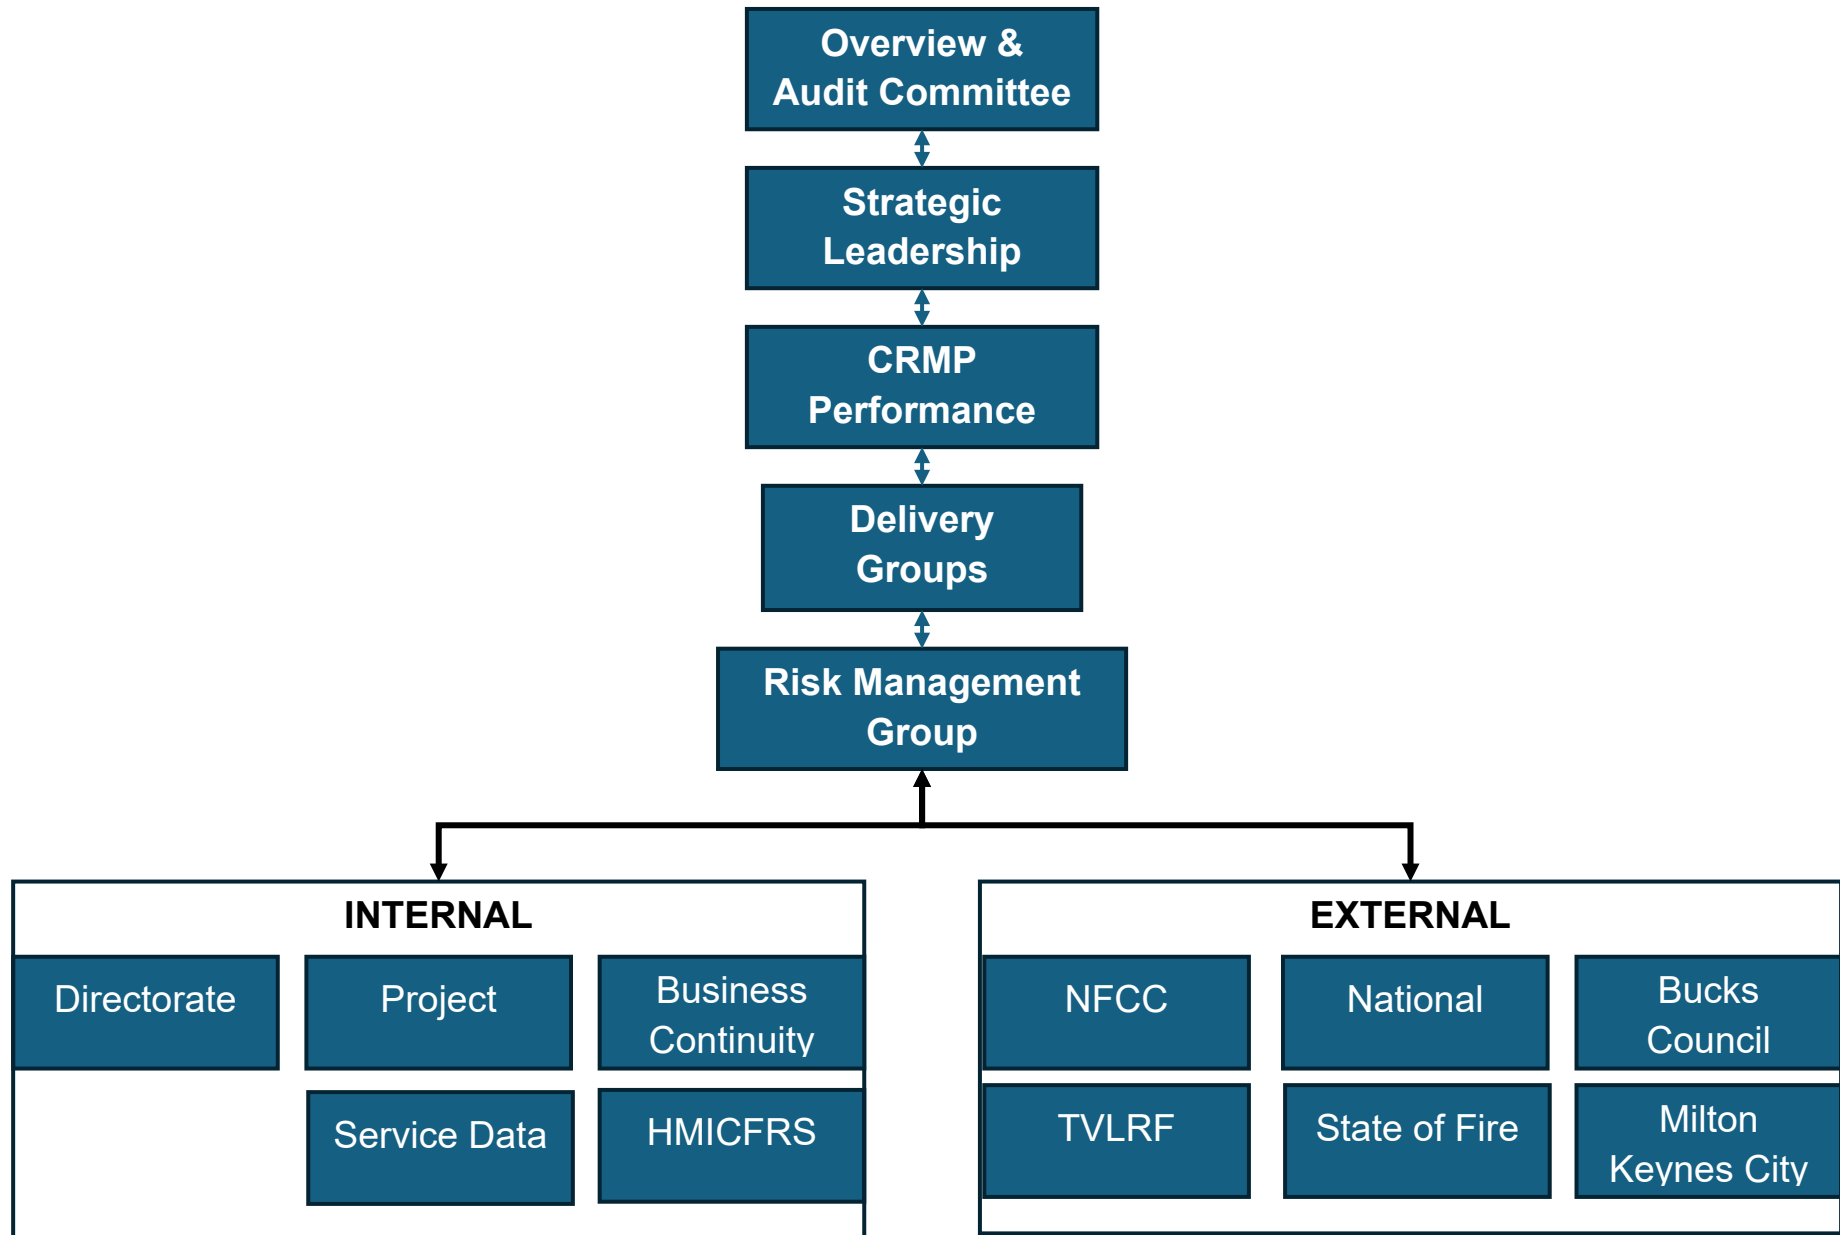 Overview &
Audit Committee
Strategic
Leadership
CRMP
Performance
Delivery
Groups
Risk Management
Group
INTERNAL
Directorate
Project
Business
Continuity
Service Data
HMICFRS
EXTERNAL
NFCC
National
Bucks
Council
TVLRF
State of Fire
Milton
Keynes City